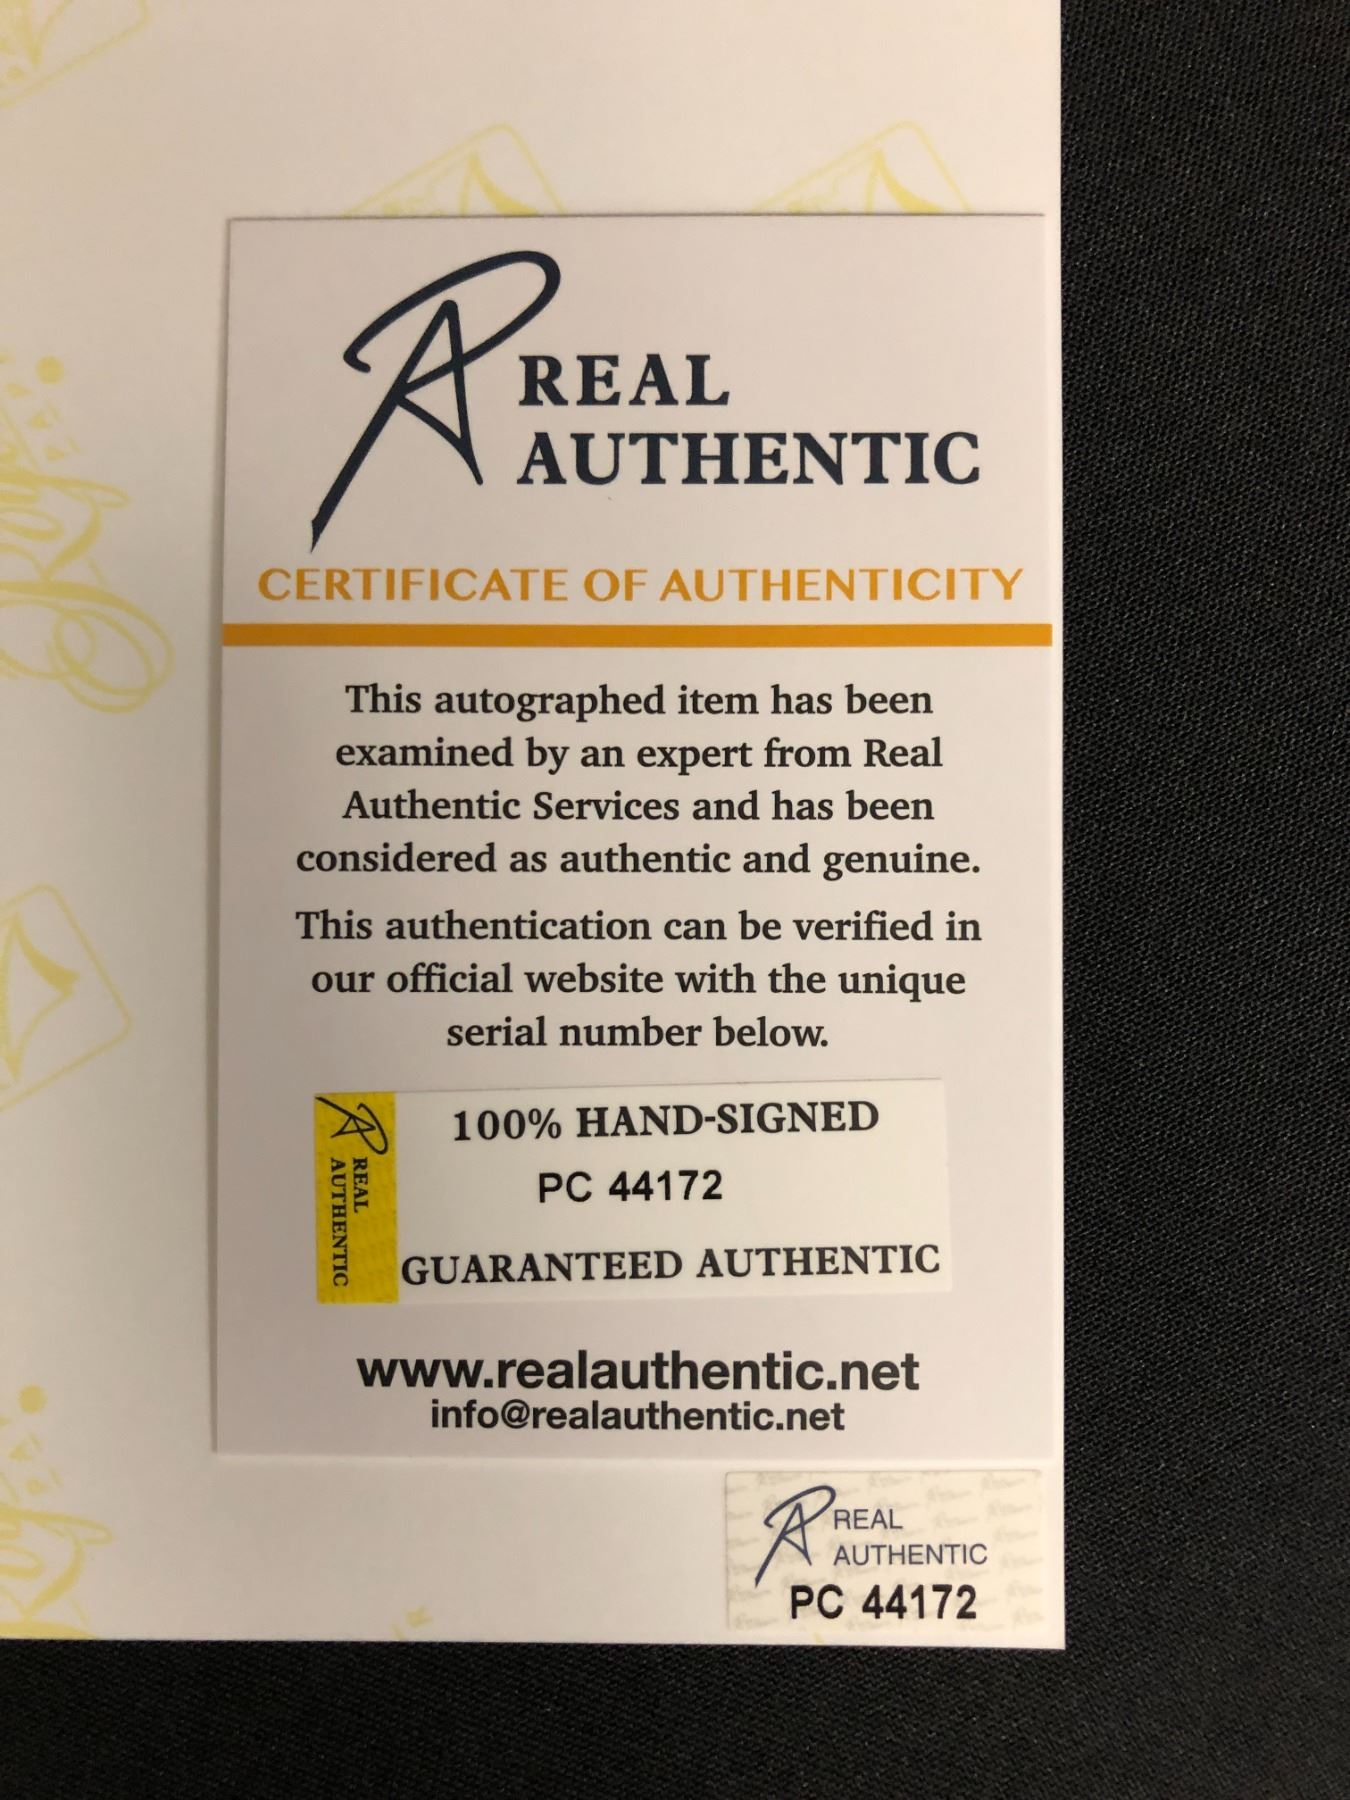 REAL
AUTHENTIC
CERTIFICATE OF AUTHENTICITY
This autographed item has been
examined by an expert from Real
Authentic Services and has been
considered as authentic and genuine.
This authentication can be verified in
our official website with the unique
serial number below.
REAL
AUTHENTIC
100% HAND-SIGNED
PC 44172
GUARANTEED AUTHENTIC
www.realauthentic.net
info@realauthentic.net
REAL
AUTHENTIC
PC 44172